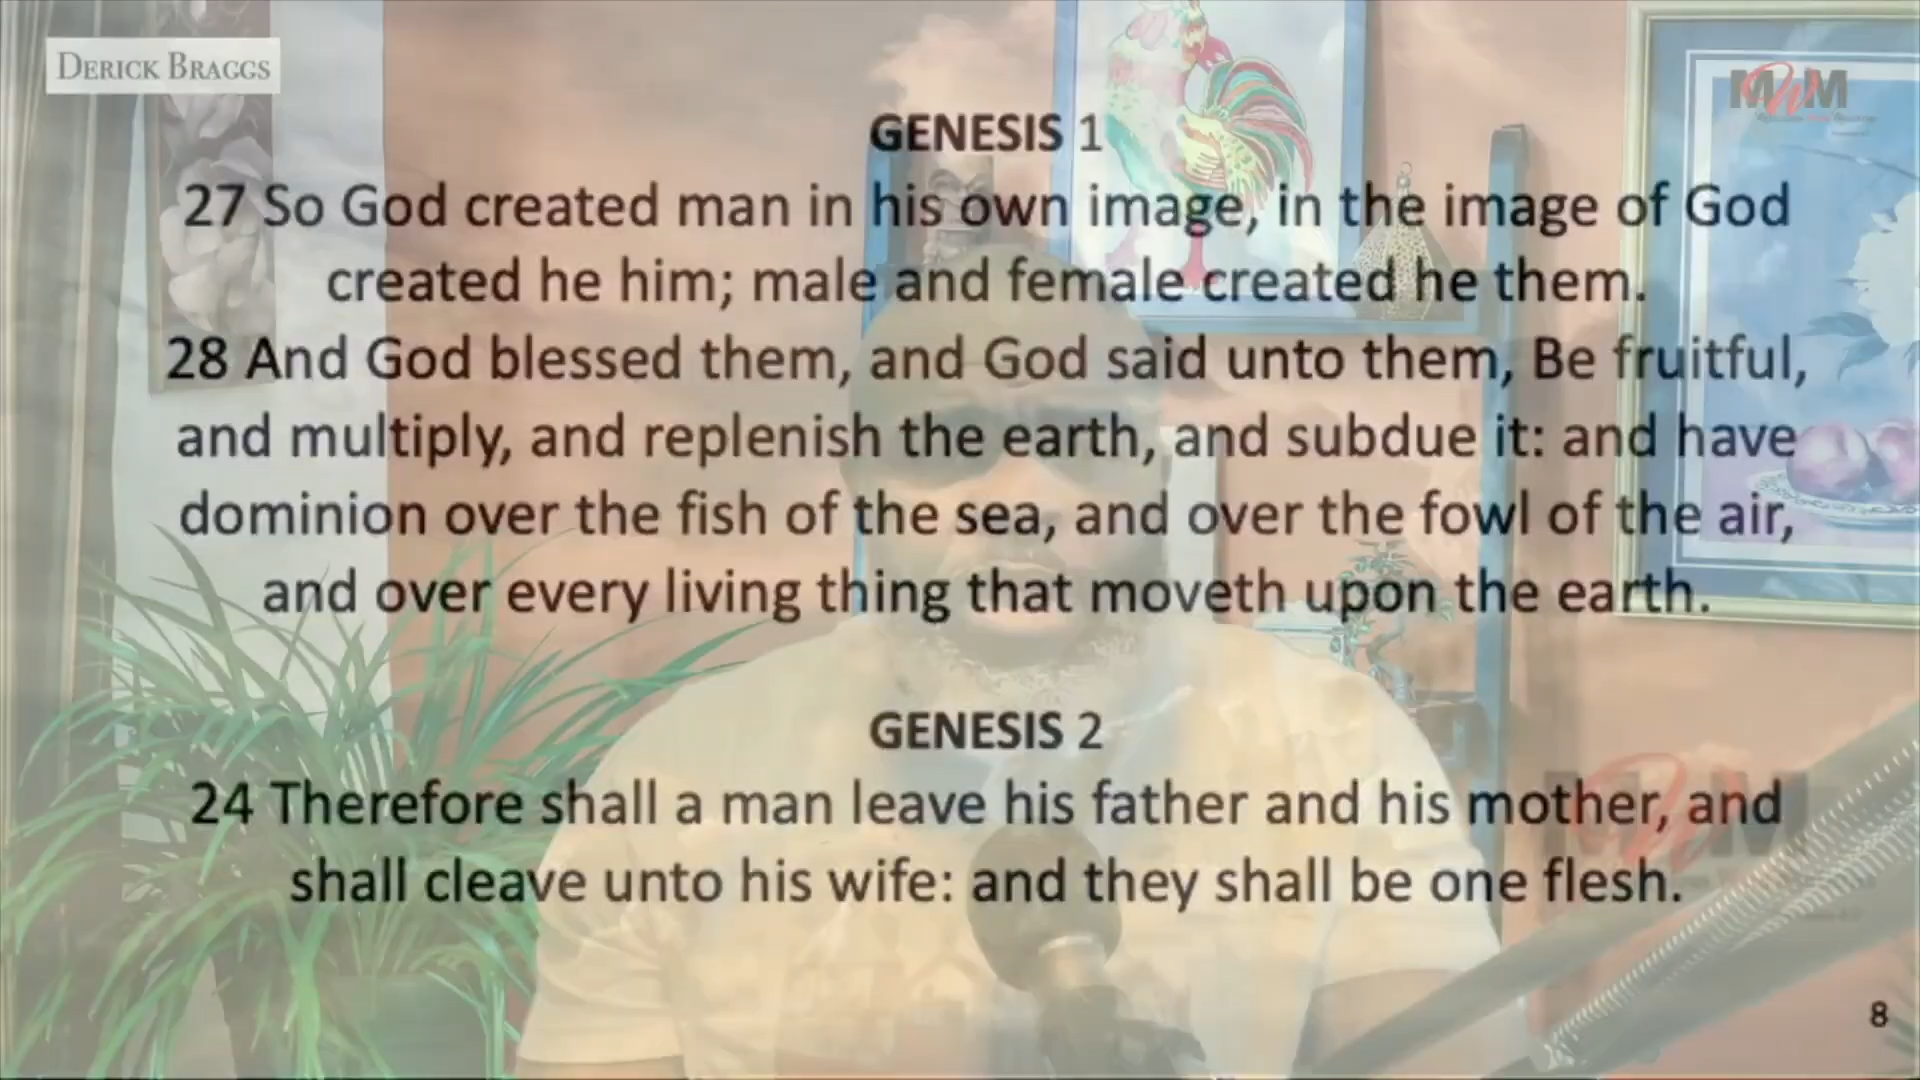 DERICK BRAGGS
MWM
GENESIS 1
27 So God created man in his own image, in the image of God
created he him; male and female created he them.
28 And God blessed them, and God said unto them, Be fruitful,
and multiply, and replenish the earth, and subdue it: and have
dominion over the fish of the sea, and over the fowl of the air,
and over every living thing that moveth upon the earth.
GENESIS 2
24 Therefore shall a man leave his father and his mother, and
shall cleave unto his wife: and they shall be one flesh.
MWM
8